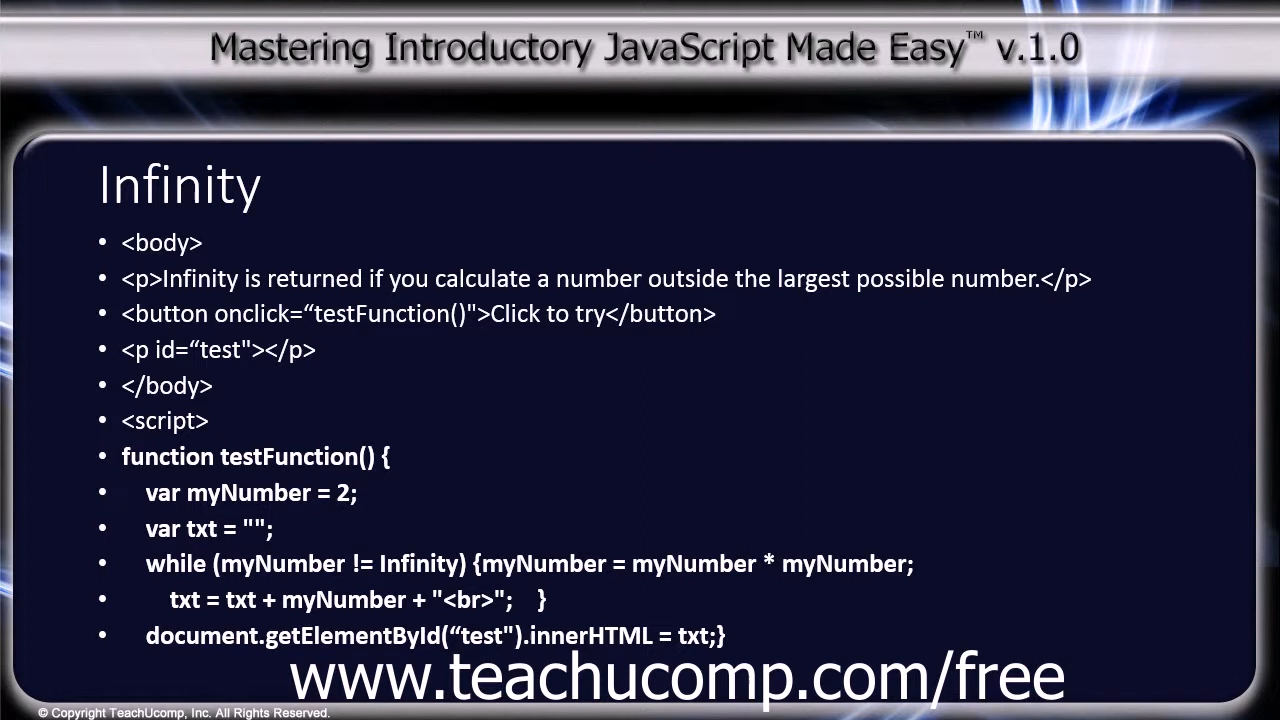 Mastering Introductory JavaScript Made Easy™ v.1.0
Infinity
• <body>
• <p>Infinity is returned if you calculate a number outside the largest possible number.</p>
• <button onclick=“testFunction()">Click to try</button>
• <p id=“test"></p>
• </body>
• <script>
• function testFunction() {
• var myNumber = 2;
• var txt = "";
• while (myNumber != Infinity) {myNumber = myNumber * myNumber;
• txt = txt + myNumber + "<br>"; }
• document.getElementById(“test").innerHTML = txt;}
www.teachucomp.com/free
© Copyright TeachUcomp, Inc. All Rights Reserved.